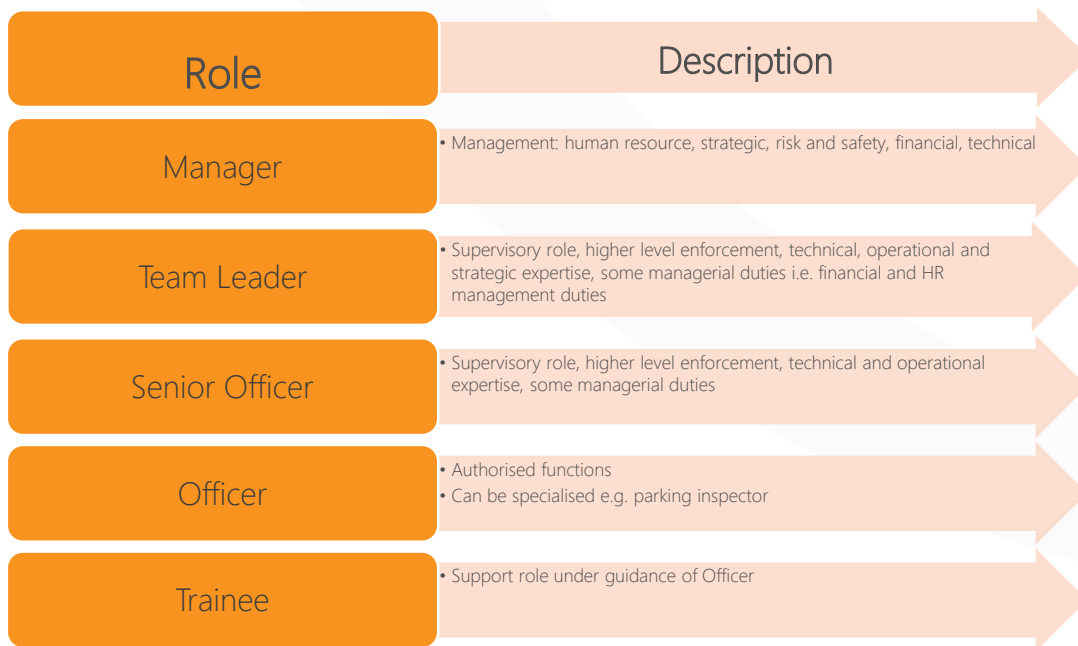 Role
Description
Manager
• Management: human resource, strategic, risk and safety, financial, technical
Team Leader
• Supervisory role, higher level enforcement, technical, operational and
strategic expertise, some managerial duties i.e. financial and HR
management duties
Senior Officer
• Supervisory role, higher level enforcement, technical and operational
expertise, some managerial duties
Officer
• Authorised functions
• Can be specialised e.g. parking inspector
Trainee
• Support role under guidance of Officer